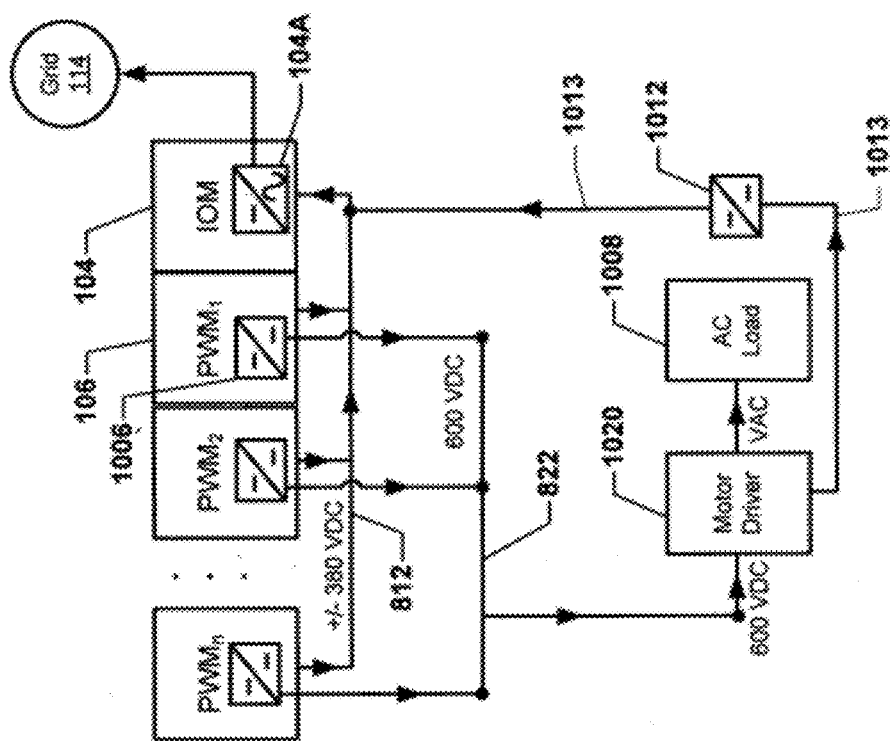 Grid
114
104
106
1006
104A
PWMn
. . .
PWM2
PWM1
IOM
+/- 380 VDC
812
600 VDC
822
1013
1020
1008
1012
Motor
Driver
AC
Load
VAC
600 VDC
1013